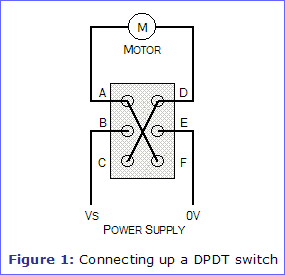 M
MOTOR
A D
B E
C F
VS 0V
POWER SUPPLY
Figure 1: Connecting up a DPDT switch